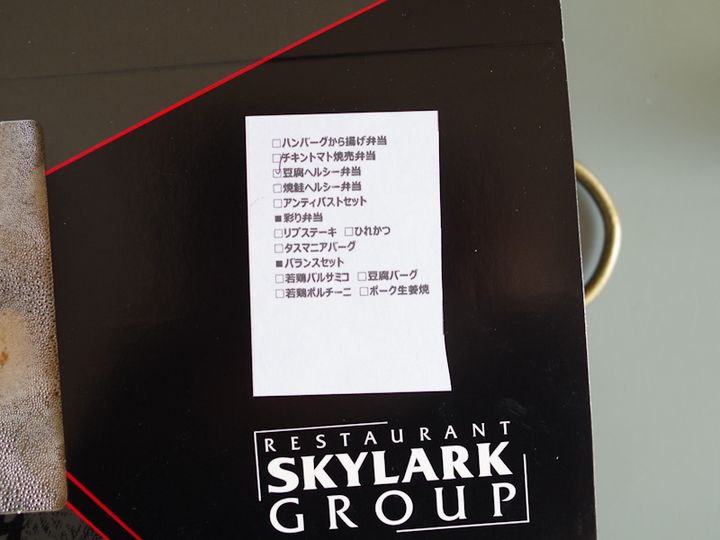 □ハンバーグから揚げ弁当
□チキントマト焼売弁当
☑豆腐ヘルシー弁当
□焼鮭ヘルシー弁当
□アンティパストセット
■彩り弁当
□リブステーキ □ひれかつ
□タスマニアバーグ
■バランスセット
□若鶏バルサミコ □豆腐バーグ
□若鶏ポルチーニ □ポーク生姜焼
RESTAURANT
SKYLARK
GROUP